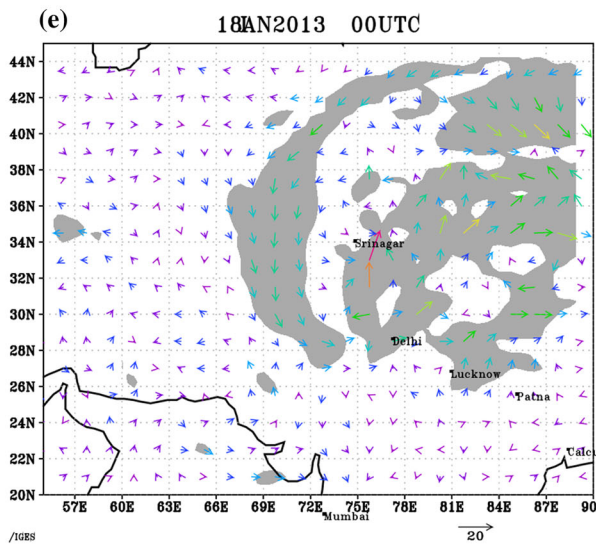 (e)
18JAN2013 00UTC
44N
42N
40N
38N
36N
34N
32N
30N
28N
26N
24N
22N
20N
Srinagar
Delhi
Lucknow
Patna
Calcu
57E 60E 63E 66E 69E 72E 75E 78E 81E 84E 87E 90
Mumbai
20
/IGES